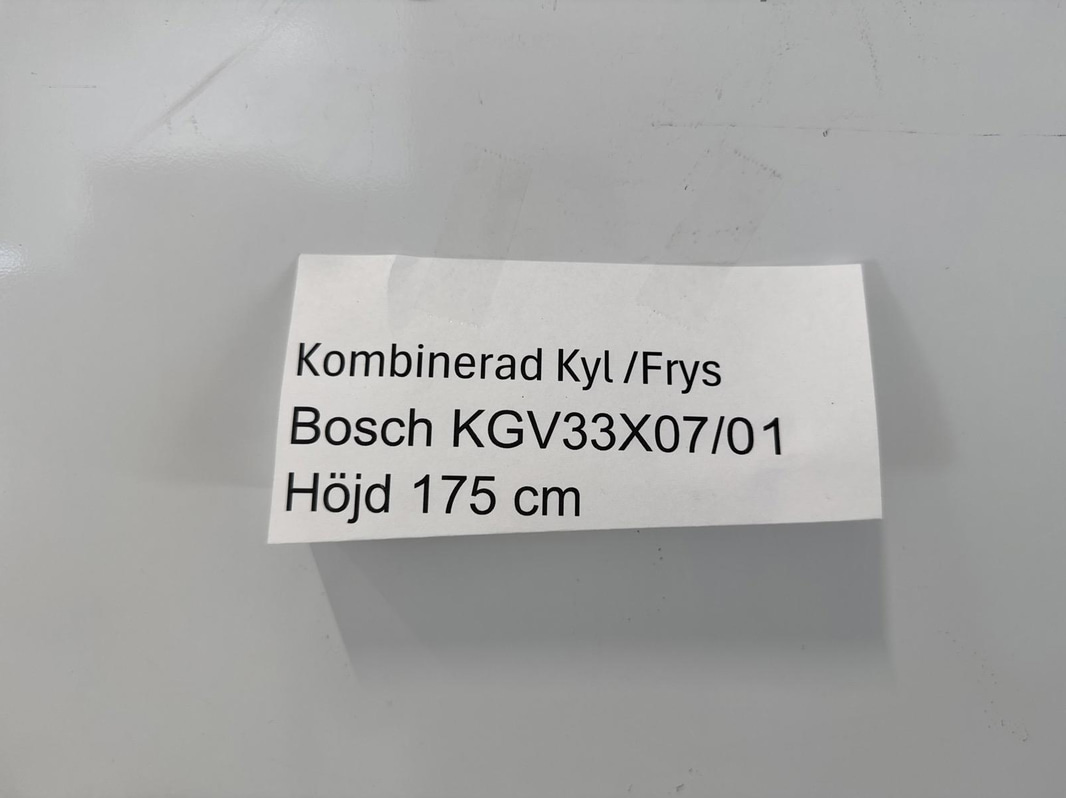 Kombinerad Kyl /Frys
Bosch KGV33X07/01
Höjd 175 cm